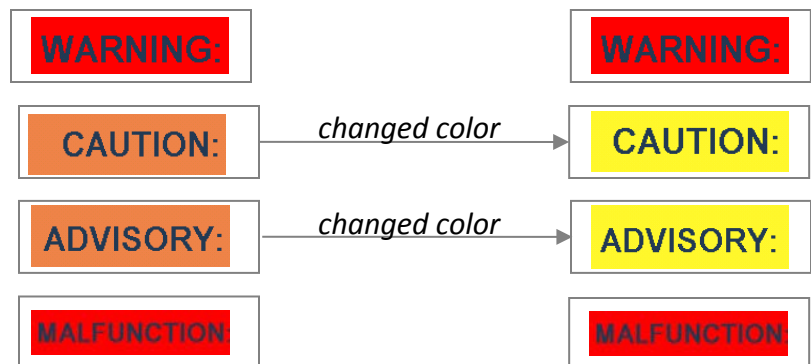 WARNING: WARNING:
CAUTION: changed color CAUTION:
ADVISORY: changed color ADVISORY:
MALFUNCTION: MALFUNCTION: